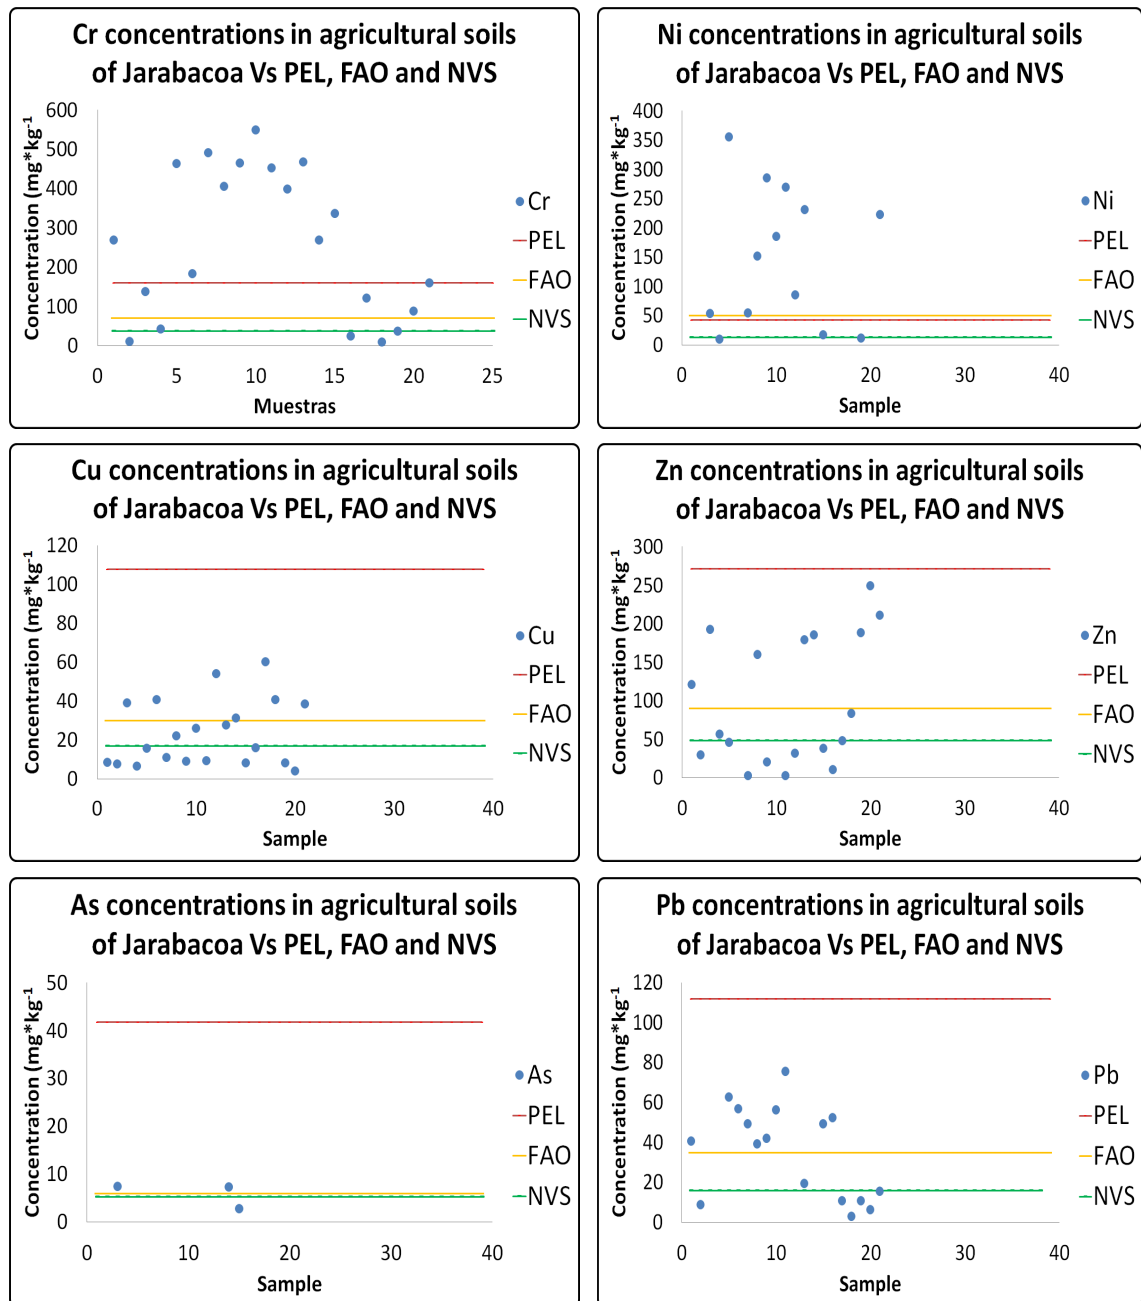 Cr concentrations in agricultural soils
of Jarabacoa Vs PEL, FAO and NVS
Concentration (mg*kg-1
600
500
400
300
200
100
0
0 5 10 15 20 25
Muestras
Cr
PEL
FAO
NVS
Ni concentrations in agricultural soils
of Jarabacoa Vs PEL, FAO and NVS
Concentration (mg*kg-1
400
350
300
250
200
150
100
50
0
0 10 20 30 40
Sample
Ni
PEL
FAO
NVS
Cu concentrations in agricultural soils
of Jarabacoa Vs PEL, FAO and NVS
Concentration (mg*kg-1
120
100
80
60
40
20
0
0 10 20 30 40
Sample
Cu
PEL
FAO
NVS
Zn concentrations in agricultural soils
of Jarabacoa Vs PEL, FAO and NVS
Concentration (mg*kg-1
300
250
200
150
100
50
0
0 10 20 30 40
Sample
Zn
PEL
FAO
NVS
As concentrations in agricultural soils
of Jarabacoa Vs PEL, FAO and NVS
Concentration (mg*kg-1
50
40
30
20
10
0
0 10 20 30 40
Sample
As
PEL
FAO
NVS
Pb concentrations in agricultural soils
of Jarabacoa Vs PEL, FAO and NVS
Concentration (mg*kg-1
120
100
80
60
40
20
0
0 10 20 30 40
Sample
Pb
PEL
FAO
NVS